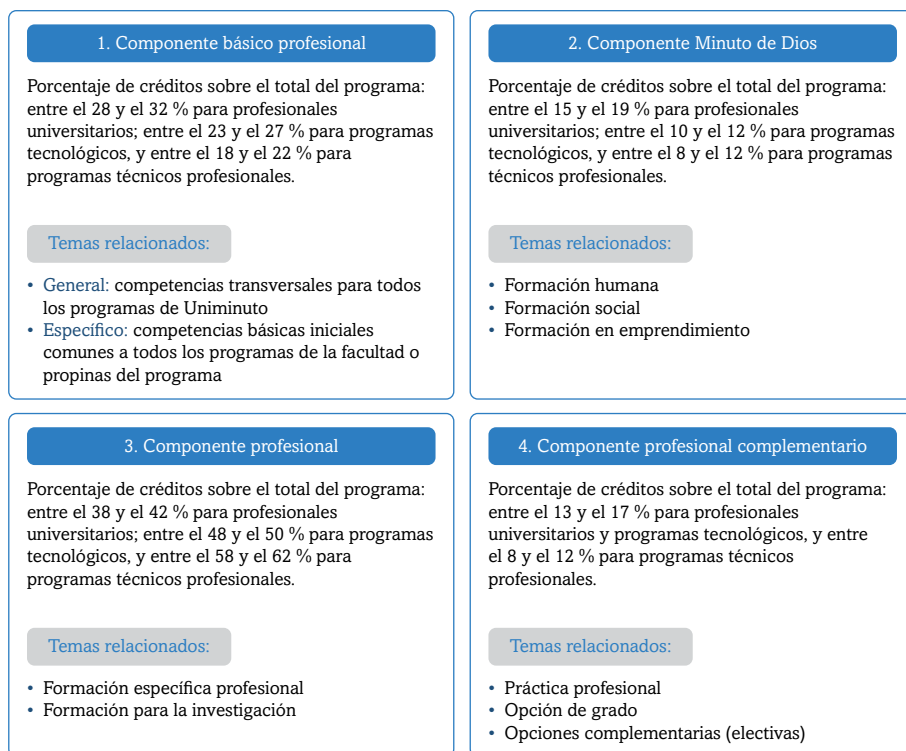 1. Componente básico profesional
Porcentaje de créditos sobre el total del programa:
entre el 28 y el 32 % para profesionales
universitarios; entre el 23 y el 27 % para programas
tecnológicos, y entre el 18 y el 22 % para
programas técnicos profesionales.
Temas relacionados:
• General: competencias transversales para todos
los programas de Uniminuto
• Específico: competencias básicas iniciales
comunes a todos los programas de la facultad o
propinas del programa
2. Componente Minuto de Dios
Porcentaje de créditos sobre el total del programa:
entre el 15 y el 19 % para profesionales
universitarios; entre el 10 y el 12 % para programas
tecnológicos, y entre el 8 y el 12 % para programas
técnicos profesionales.
Temas relacionados:
• Formación humana
• Formación social
• Formación en emprendimiento
3. Componente profesional
Porcentaje de créditos sobre el total del programa:
entre el 38 y el 42 % para profesionales
universitarios; entre el 48 y el 50 % para programas
tecnológicos, y entre el 58 y el 62 % para
programas técnicos profesionales.
Temas relacionados:
• Formación específica profesional
• Formación para la investigación
4. Componente profesional complementario
Porcentaje de créditos sobre el total del programa:
entre el 13 y el 17 % para profesionales
universitarios y programas tecnológicos, y entre
el 8 y el 12 % para programas técnicos
profesionales.
Temas relacionados:
• Práctica profesional
• Opción de grado
• Opciones complementarias (electivas)